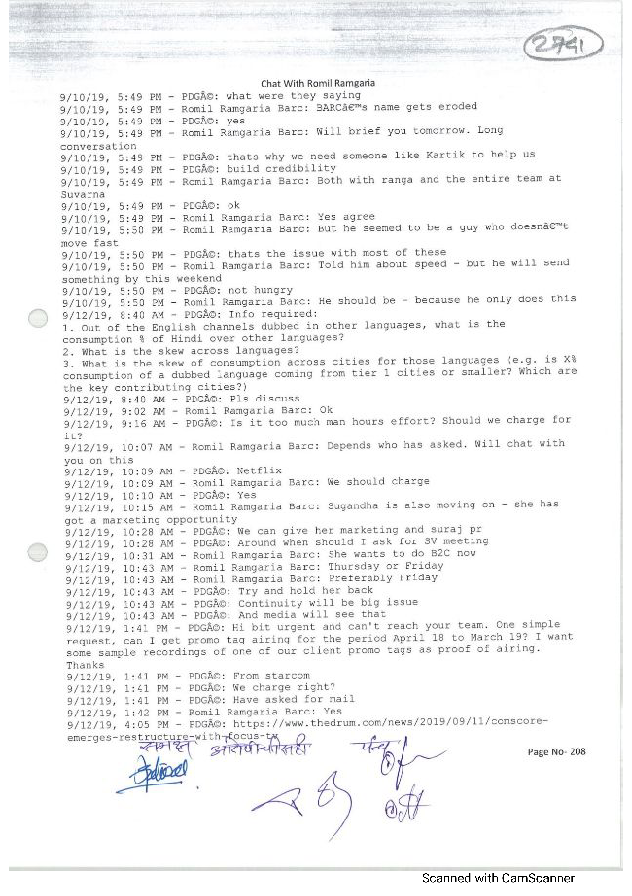 2741
Chat With Romil Ramgaria
9/10/19, 5:49 PM - PDGÂ©: what were they saying
9/10/19, 5:49 PM - Romil Ramgaria Barc: BARCâ€™s name gets eroded
9/10/19, 5:49 PM - PDGÂ©: yes
9/10/19, 5:49 PM - Romil Ramgaria Barc: Will brief you tomorrow. Long
conversation
9/10/19, 5:49 PM - PDGÂ©: thats why we need someone like Kartik to help us
9/10/19, 5:49 PM - PDGÂ©: build credibility
9/10/19, 5:49 PM - Romil Ramgaria Barc: Both with ranga and the entire team at
Suvarna
9/10/19, 5:49 PM - PDGÂ©: ok
9/10/19, 5:49 PM - Romil Ramgaria Barc: Yes agree
9/10/19, 5:50 PM - Romil Ramgaria Barc: But he seemed to be a guy who doesnâ€™t
move fast
9/10/19, 5:50 PM - PDGÂ©: thats the issue with most of these
9/10/19, 5:50 PM - Romil Ramgaria Barc: Told him about speed - but he will send
something by this weekend
9/10/19, 5:50 PM - PDGÂ©: not hungry
9/10/19, 5:50 PM - Romil Ramgaria Barc: He should be - because he only does this
9/12/19, 8:40 AM - PDGÂ©: Info required:
1. Out of the English channels dubbed in other languages, what is the
consumption % of Hindi over other languages?
2. What is the skew across languages?
3. What is the skew of consumption across cities for those languages (e.g. is X%
consumption of a dubbed language coming from tier 1 cities or smaller? Which are
the key contributing cities?)
9/12/19, 8:40 AM - PDGÂ©: Pls discuss
9/12/19, 9:02 AM - Romil Ramgaria Barc: Ok
9/12/19, 9:16 AM - PDGÂ©: Is it too much man hours effort? Should we charge for
it?
9/12/19, 10:07 AM - Romil Ramgaria Barc: Depends who has asked. Will chat with
you on this
9/12/19, 10:09 AM - PDGÂ©: Netflix
9/12/19, 10:09 AM - Romil Ramgaria Barc: We should charge
9/12/19, 10:10 AM - PDGÂ©: Yes
9/12/19, 10:15 AM - Romil Ramgaria Barc: Sugandha is also moving on - she has
got a marketing opportunity
9/12/19, 10:28 AM - PDGÂ©: We can give her marketing and suraj pr
9/12/19, 10:28 AM - PDGÂ©: Around when should I ask for SV meeting
9/12/19, 10:31 AM - Romil Ramgaria Barc: She wants to do B2C nov
9/12/19, 10:43 AM - Romil Ramgaria Barc: Thursday or Friday
9/12/19, 10:43 AM - Romil Ramgaria Barc: Preferably Friday
9/12/19, 10:43 AM - PDGÂ©: Try and hold her back
9/12/19, 10:43 AM - PDGÂ©: Continuity will be big issue
9/12/19, 10:43 AM - PDGÂ©: And media will see that
9/12/19, 1:41 PM - PDGÂ©: Hi bit urgent and can't reach your team. One simple
request, can I get promo tag airing for the period April 18 to March 19? I want
some sample recordings of one of our client promo tags as proof of airing.
Thanks
9/12/19, 1:41 PM - PDGÂ©: From starcom
9/12/19, 1:41 PM - PDGÂ©: We charge right?
9/12/19, 1:41 PM - PDGÂ©: Have asked for mail
9/12/19, 1:42 PM - Romil Ramgaria Barc: Yes
9/12/19, 4:05 PM - PDGÂ©: https://www.thedrum.com/news/2019/09/11/comscore-
emerges-restructure-with-focus-tv
समक्ष आरोपीची सही पंच
Page No- 208
Scanned with CamScanner